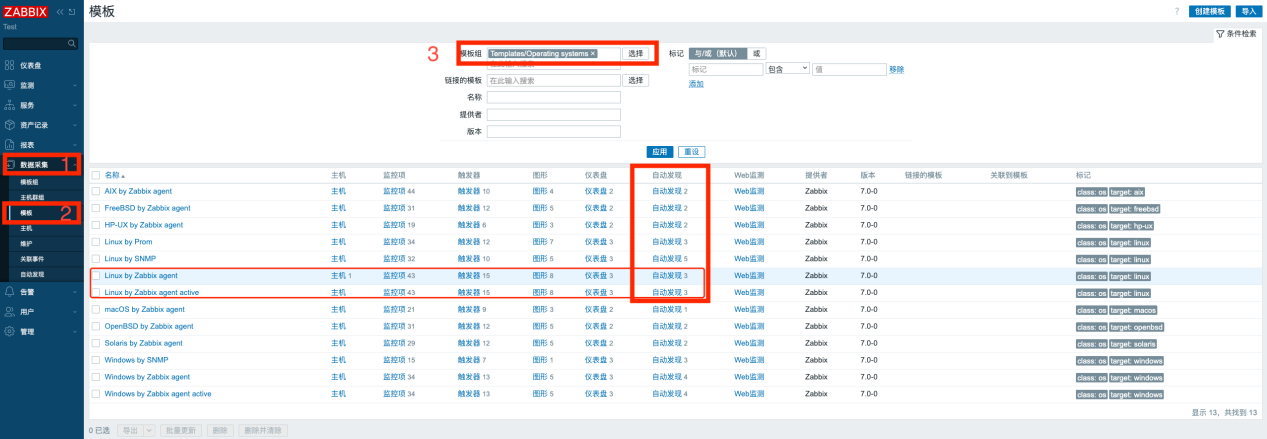 ZABBIX
Test
仪表盘
监测
服务
资产记录
报表
数据采集
1
模板组
主机群组
模板
2
主机
维护
关联事件
自动发现
告警
用户
管理
模板
? 创建模板 导入
条件检索
3
模板组 Templates/Operating systems × 选择
在此输入搜索
链接的模板 在此输入搜索 选择
名称
提供者
版本
标记 与/或（默认） 或
标记 包含 值 移除
添加
应用 重设
名称 主机 监控项 触发器 图形 仪表盘 自动发现 Web监测 提供者 版本 链接的模板 关联到模板 标记
AIX by Zabbix agent 主机 监控项 44 触发器 10 图形 4 仪表盘 2 自动发现 2 Web监测 Zabbix 7.0-0 class: os target: aix
FreeBSD by Zabbix agent 主机 监控项 31 触发器 12 图形 5 仪表盘 2 自动发现 2 Web监测 Zabbix 7.0-0 class: os target: freebsd
HP-UX by Zabbix agent 主机 监控项 19 触发器 6 图形 3 仪表盘 2 自动发现 2 Web监测 Zabbix 7.0-0 class: os target: hp-ux
Linux by Prom 主机 监控项 34 触发器 12 图形 7 仪表盘 3 自动发现 3 Web监测 Zabbix 7.0-0 class: os target: linux
Linux by SNMP 主机 监控项 32 触发器 10 图形 5 仪表盘 3 自动发现 5 Web监测 Zabbix 7.0-0 class: os target: linux
Linux by Zabbix agent 主机 1 监控项 43 触发器 15 图形 8 仪表盘 3 自动发现 3 Web监测 Zabbix 7.0-0 class: os target: linux
Linux by Zabbix agent active 主机 监控项 43 触发器 15 图形 8 仪表盘 3 自动发现 3 Web监测 Zabbix 7.0-0 class: os target: linux
macOS by Zabbix agent 主机 监控项 21 触发器 9 图形 3 仪表盘 2 自动发现 1 Web监测 Zabbix 7.0-0 class: os target: macos
OpenBSD by Zabbix agent 主机 监控项 31 触发器 12 图形 5 仪表盘 2 自动发现 2 Web监测 Zabbix 7.0-0 class: os target: openbsd
Solaris by Zabbix agent 主机 监控项 29 触发器 12 图形 5 仪表盘 2 自动发现 2 Web监测 Zabbix 7.0-0 class: os target: solaris
Windows by SNMP 主机 监控项 15 触发器 7 图形 1 仪表盘 3 自动发现 4 Web监测 Zabbix 7.0-0 class: os target: windows
Windows by Zabbix agent 主机 监控项 34 触发器 13 图形 5 仪表盘 3 自动发现 4 Web监测 Zabbix 7.0-0 class: os target: windows
Windows by Zabbix agent active 主机 监控项 34 触发器 13 图形 5 仪表盘 3 自动发现 4 Web监测 Zabbix 7.0-0 class: os target: windows
显示 13，共找到 13
0 已选 导出 批量更新 删除 删除并清除